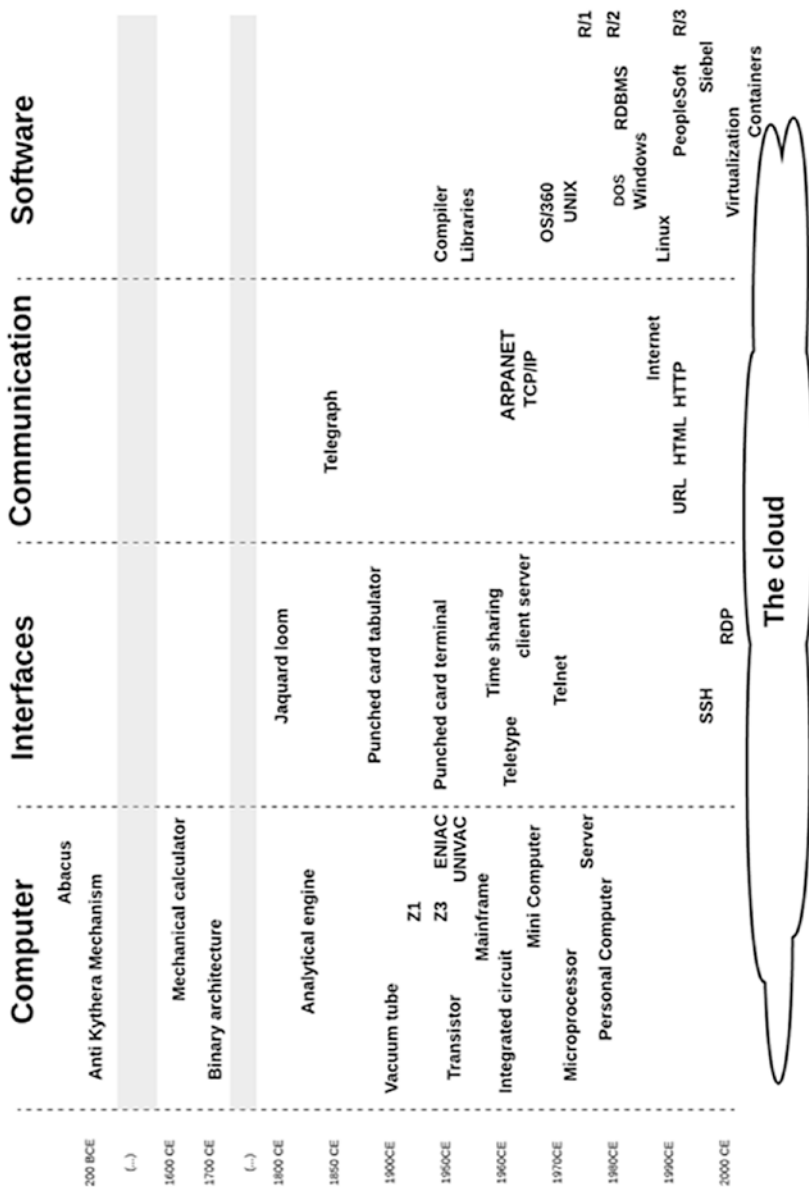 Computer
Interfaces
Communication
Software
200 BCE
(...)
1600 CE
1700 CE
(...)
1800 CE
1850 CE
1900CE
1950CE
1960CE
1970CE
1980CE
1990CE
2000 CE
Abacus
Anti Kythera Mechanism
Mechanical calculator
Binary architecture
Analytical engine
Vacuum tube
Z1
Z3
ENIAC
UNIVAC
Transistor
Mainframe
Integrated circuit
Mini Computer
Microprocessor
Server
Personal Computer
Jaquard loom
Punched card tabulator
Punched card terminal
Time sharing
Teletype
client server
Telnet
SSH
RDP
Telegraph
ARPANET
TCP/IP
Internet
URL HTML HTTP
Compiler
Libraries
OS/360
UNIX
R/1
DOS
RDBMS
R/2
Windows
Linux
PeopleSoft
R/3
Siebel
Virtualization
Containers
The cloud